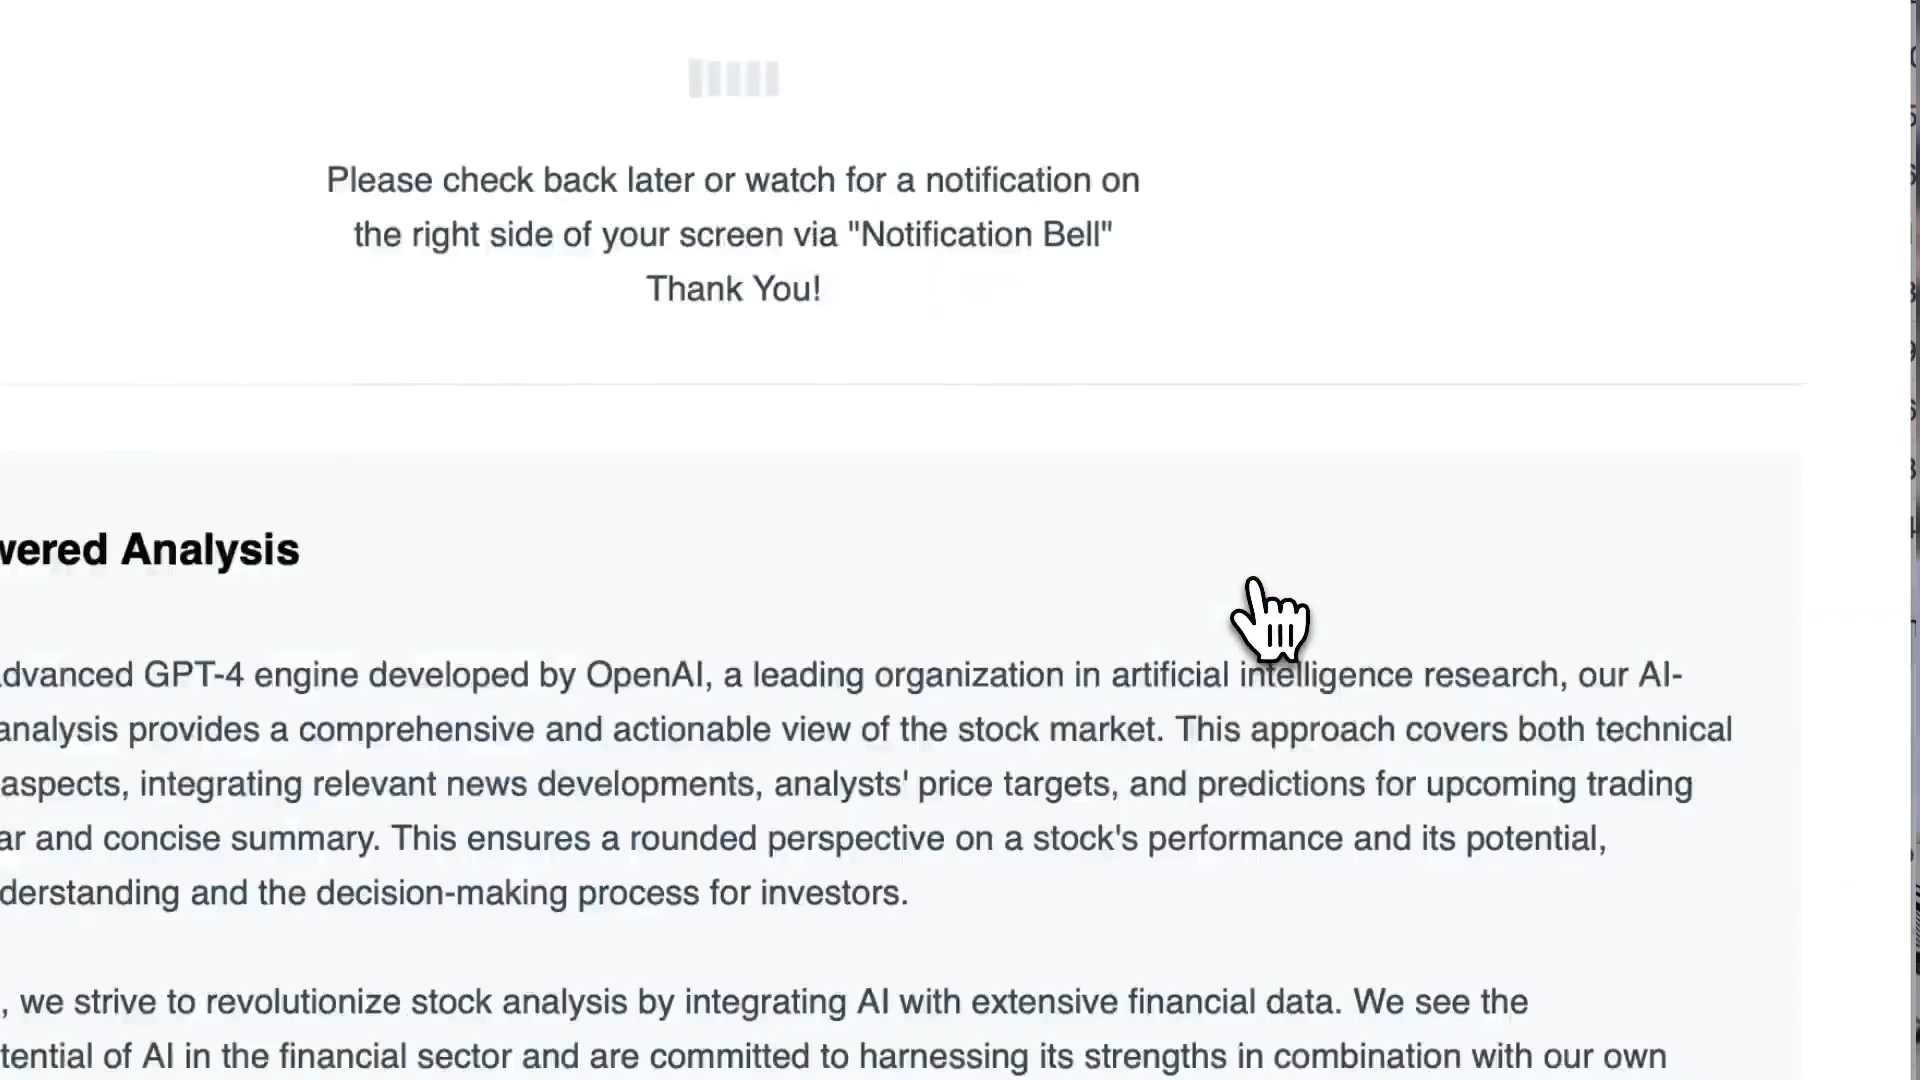 Please check back later or watch for a notification on
the right side of your screen via "Notification Bell"
Thank You!
wered Analysis
dvanced GPT-4 engine developed by OpenAI, a leading organization in artificial intelligence research, our AI-
analysis provides a comprehensive and actionable view of the stock market. This approach covers both technical
aspects, integrating relevant news developments, analysts' price targets, and predictions for upcoming trading
ar and concise summary. This ensures a rounded perspective on a stock's performance and its potential,
derstanding and the decision-making process for investors.
, we strive to revolutionize stock analysis by integrating AI with extensive financial data. We see the
tential of AI in the financial sector and are committed to harnessing its strengths in combination with our own